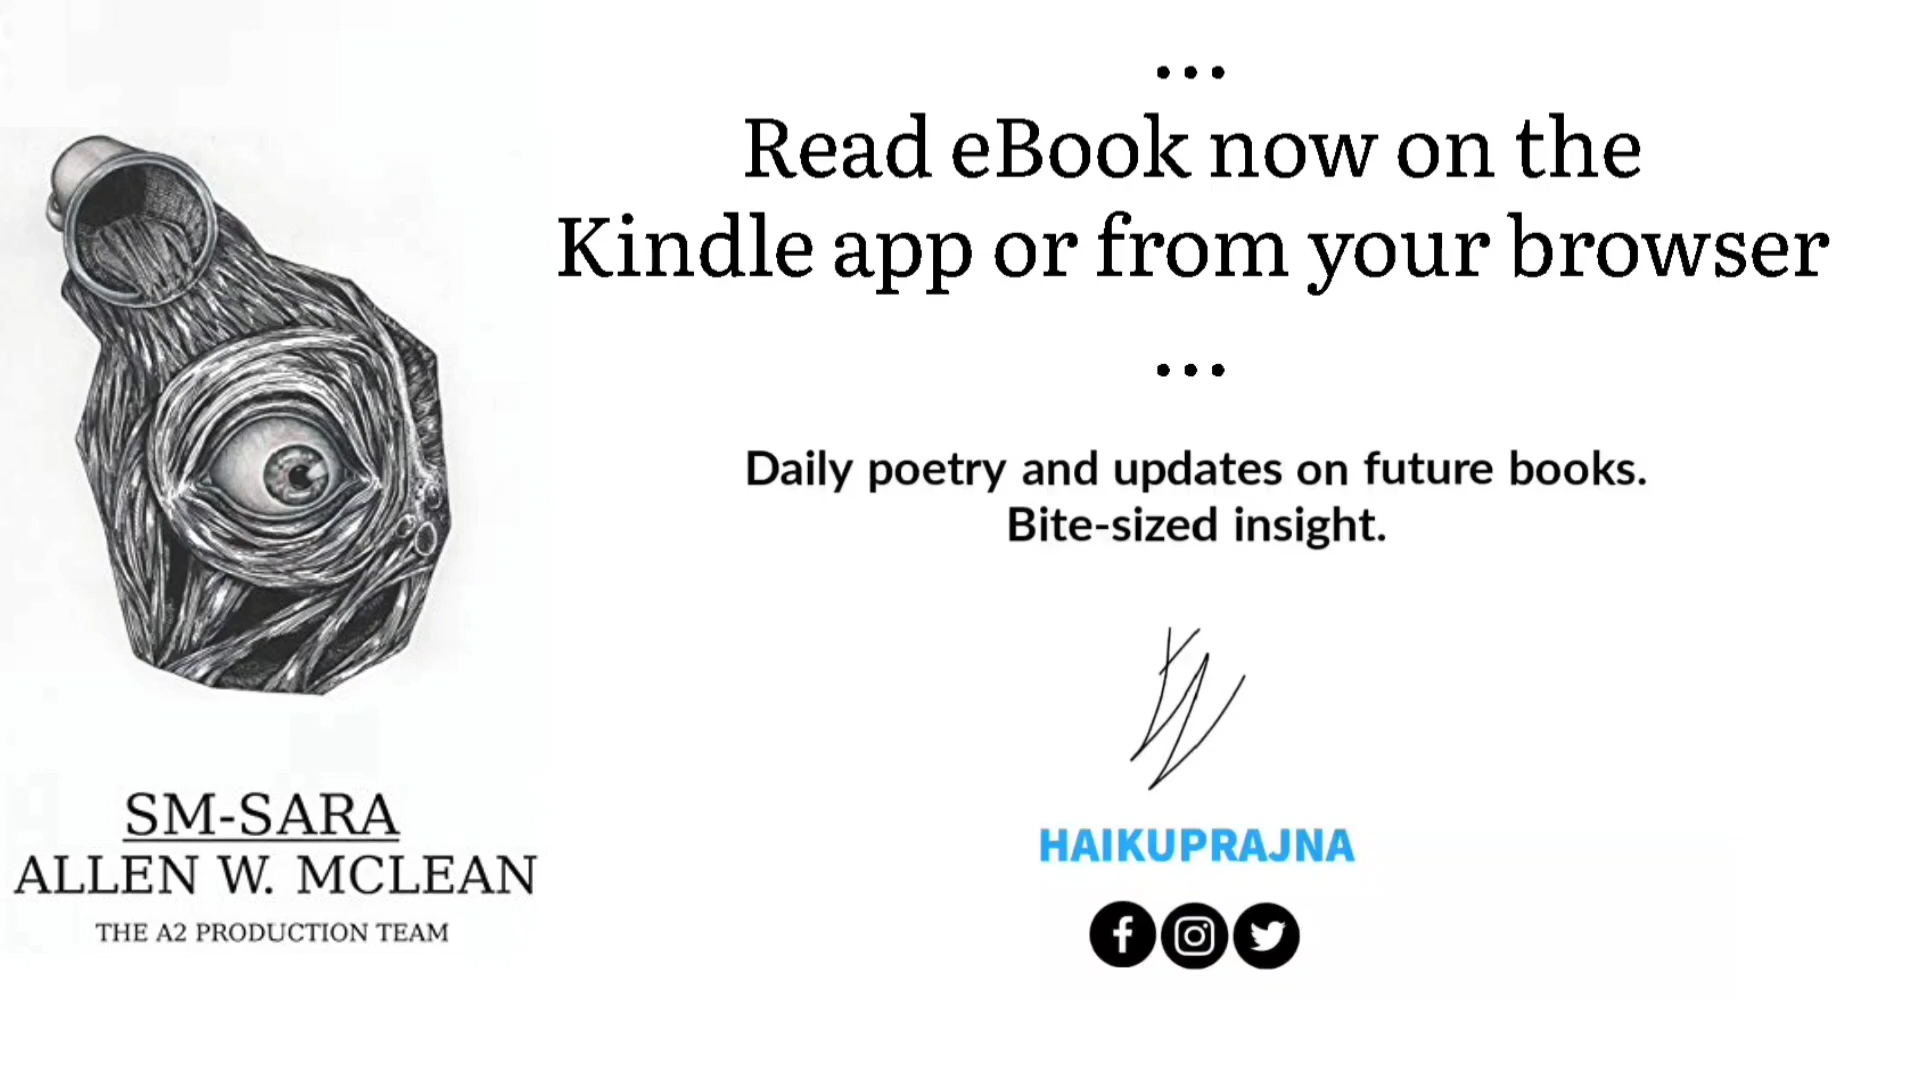 ...
Read eBook now on the
Kindle app or from your browser
...
Daily poetry and updates on future books.
Bite-sized insight.
HAIKUPRAJNA
SM-SARA
ALLEN W. MCLEAN
THE A2 PRODUCTION TEAM